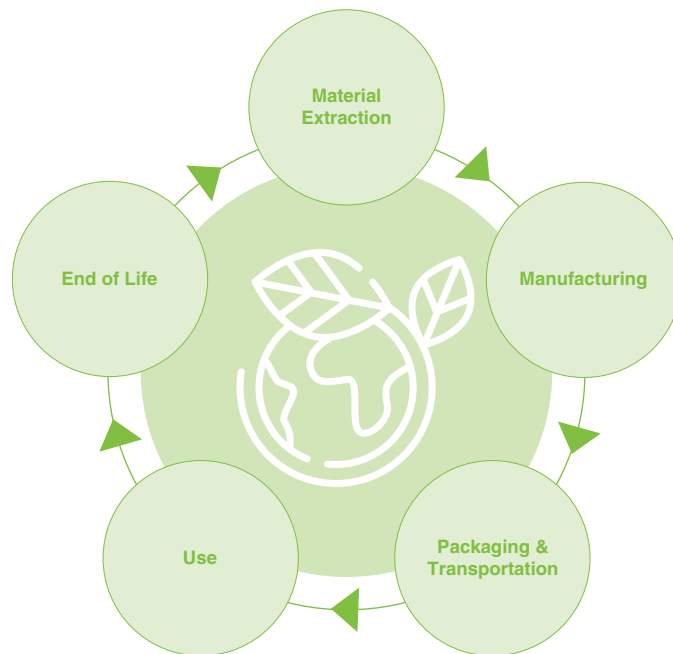 Material
Extraction
Manufacturing
Packaging &
Transportation
Use
End of Life